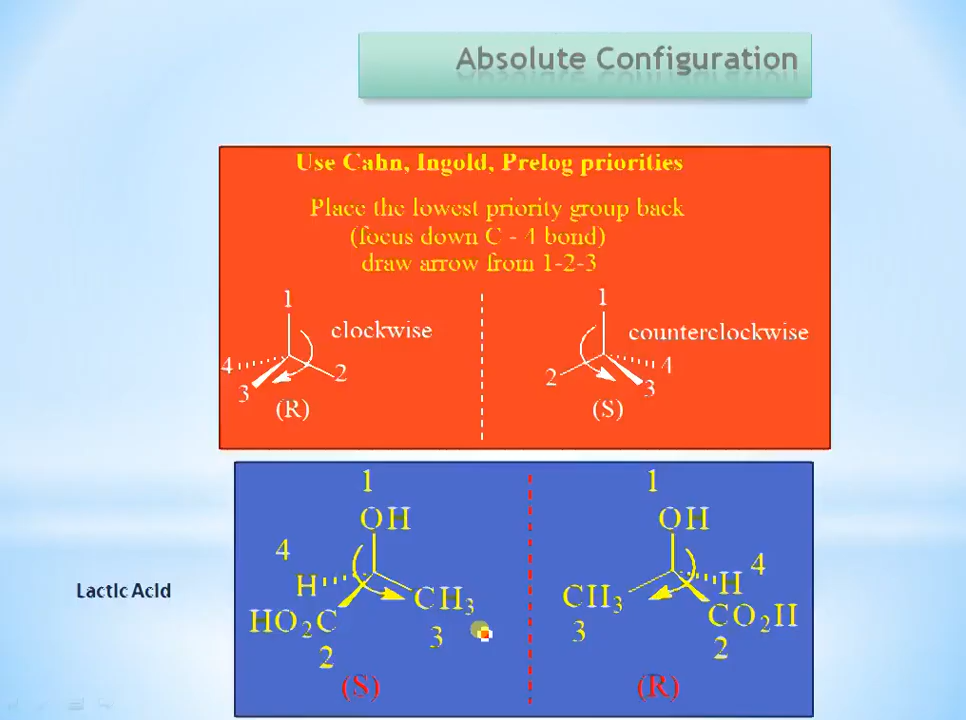 Absolute Configuration
Use Cahn, Ingold, Prelog priorities
Place the lowest priority group back
(focus down C - 4 bond)
draw arrow from 1-2-3
1
clockwise
4
3
2
(R)
1
counterclockwise
2
4
3
(S)
Lactic Acid
1
OH
4
H
HO2C
2
CH3
3
(S)
1
OH
4
H
CH3
3
CO2H
2
(R)